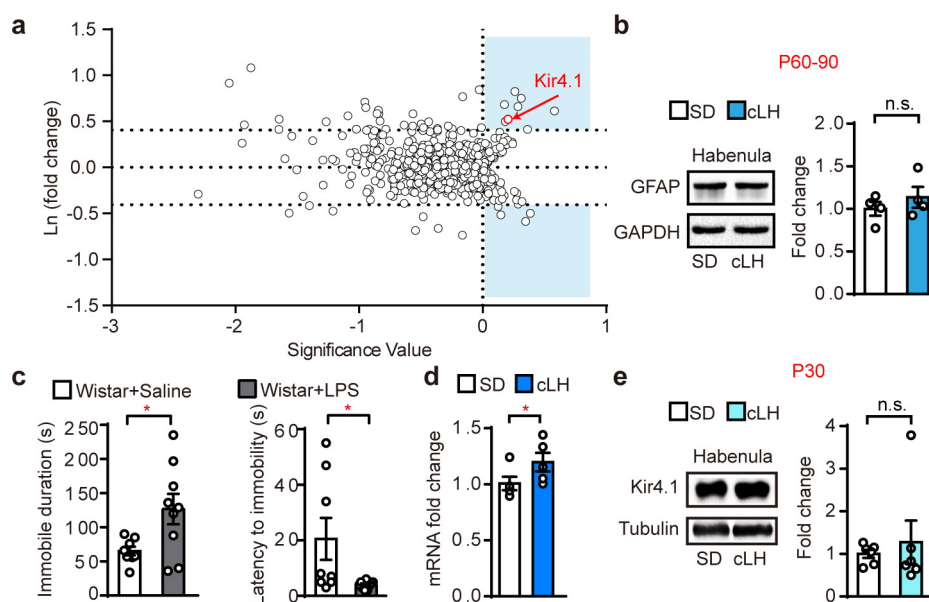 a
Ln (fold change)
1.5
1.0
0.5
0.0
-0.5
-1.0
-1.5
Kir4.1
-3
-2
-1
0
1
Significance Value
b
P60-90
SD
cLH
Habenula
GFAP
GAPDH
SD
cLH
n.s.
Fold change
2.0
1.5
1.0
0.5
0.0
c
Wistar+Saline
Wistar+LPS
*
Immobile duration (s)
250
200
150
100
50
0
*
Latency to immobility (s)
60
40
20
0
d
SD
cLH
*
mRNA fold change
1.5
1.0
0.5
0.0
e
P30
SD
cLH
Habenula
Kir4.1
Tubulin
SD
cLH
n.s.
Fold change
4
3
2
1
0